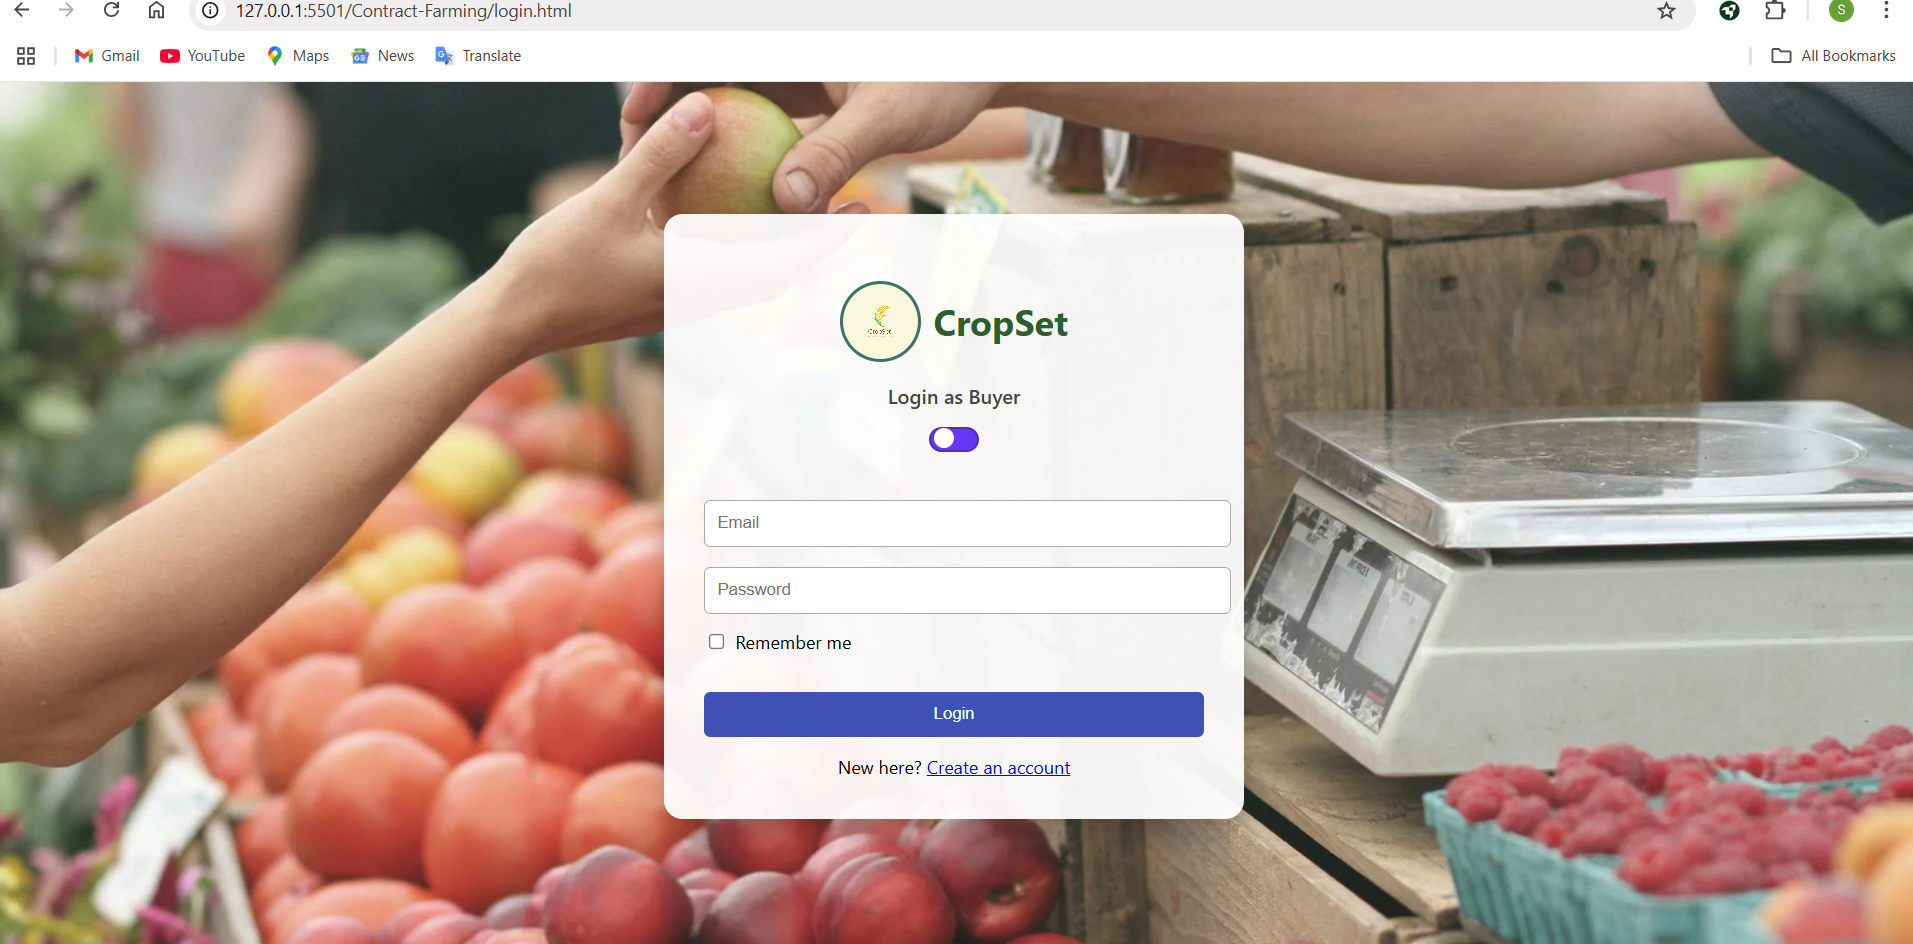 127.0.0.1:5501/Contract-Farming/login.html
S
Gmail
YouTube
Maps
News
Translate
All Bookmarks
CropSet
CropSet
Login as Buyer
Email
Password
Remember me
Login
New here? Create an account